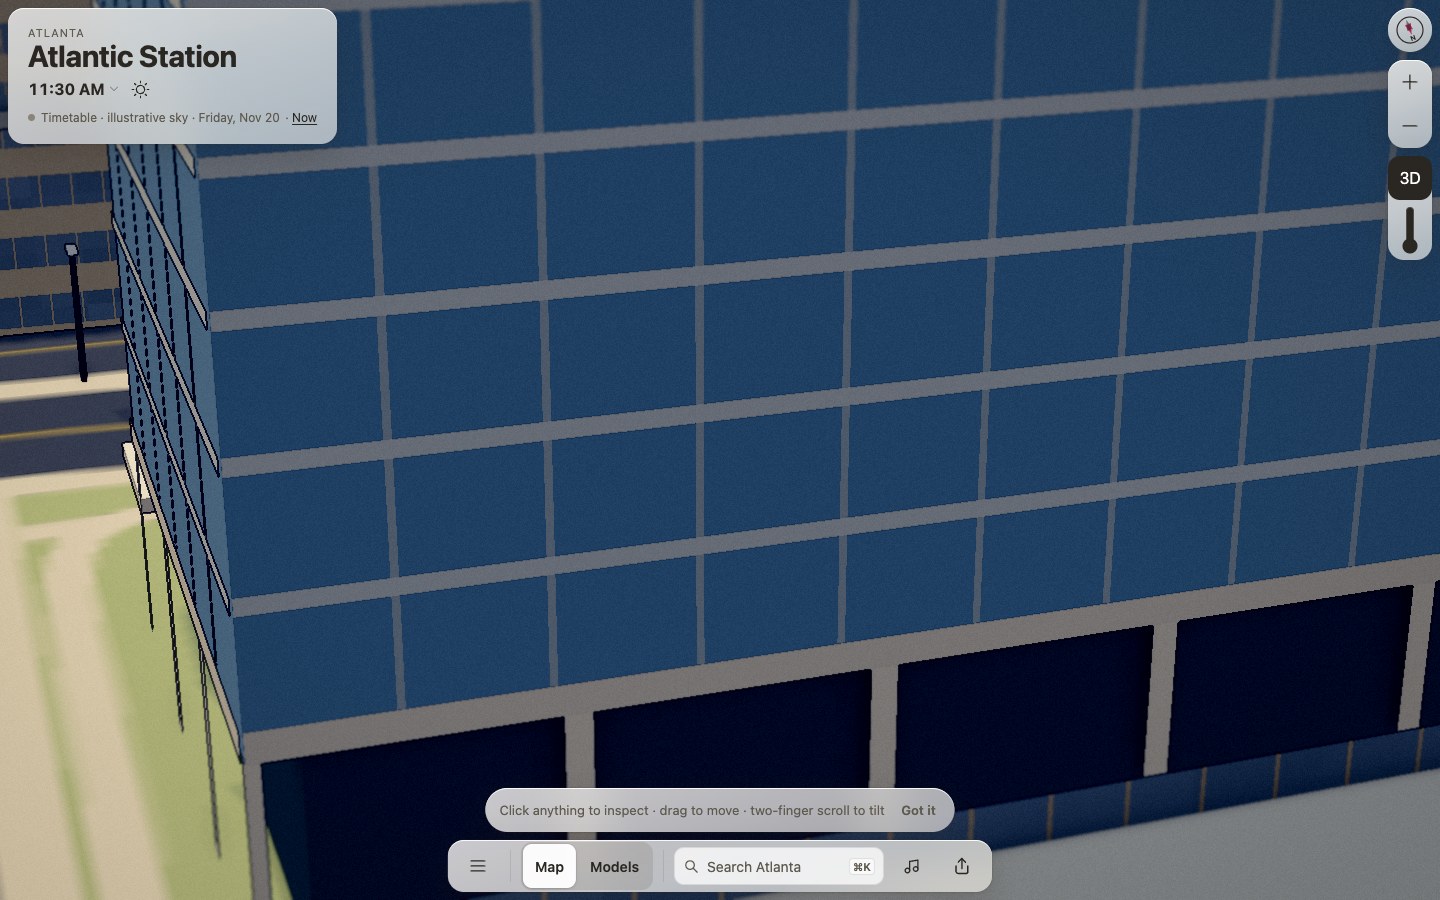 ATLANTA
Atlantic Station
11:30 AM
Timetable · illustrative sky · Friday, Nov 20 · Now
N
3D
Click anything to inspect · drag to move · two-finger scroll to tilt Got it
Map Models Search Atlanta ⌘K